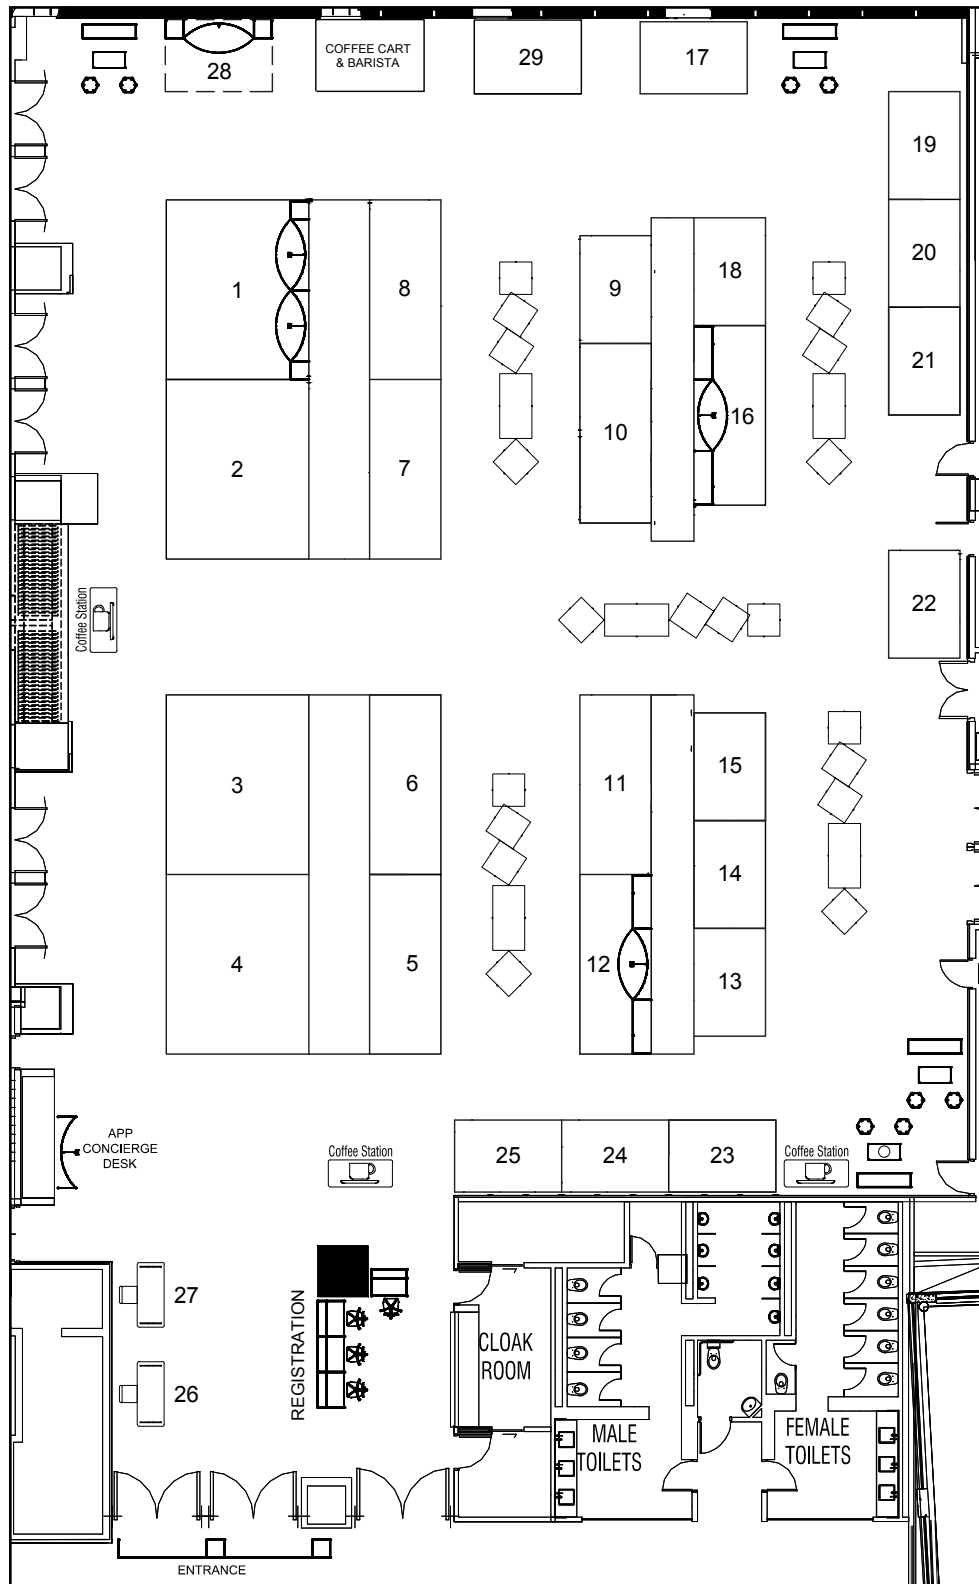 COFFEE CART
& BARISTA
28
29
17
19
1
8
9
18
20
21
2
7
10
16
22
Coffee Station
3
6
11
15
14
4
5
12
13
APP
CONCIERGE
DESK
Coffee Station
25
24
23
Coffee Station
27
26
REGISTRATION
CLOAK
ROOM
MALE
TOILETS
FEMALE
TOILETS
ENTRANCE